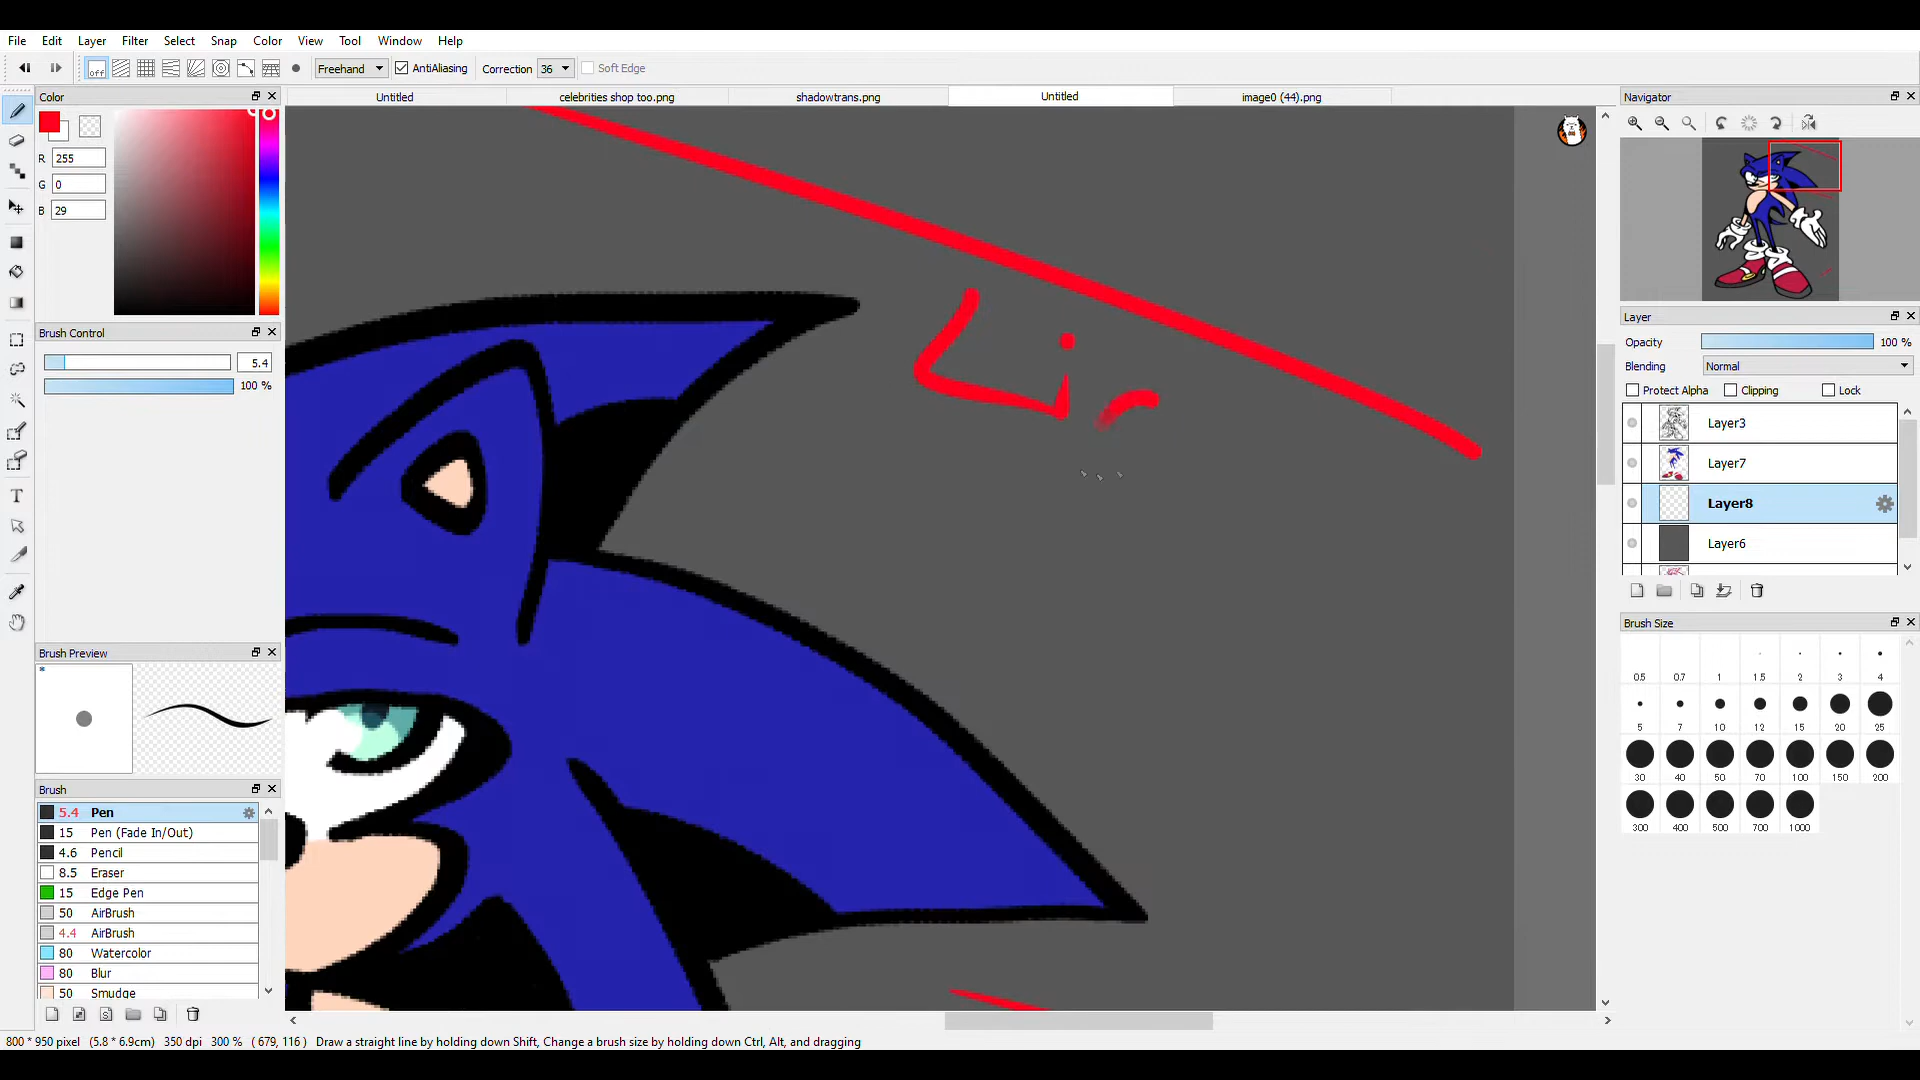 File Edit Layer Filter Select Snap Color View Tool Window Help
off Freehand AntiAliasing Correction 36 Soft Edge
Color
R 255
G 0
B 29
Brush Control
5.4
100 %
Brush Preview
Brush
5.4 Pen
15 Pen (Fade In/Out)
4.6 Pencil
8.5 Eraser
15 Edge Pen
50 AirBrush
4.4 AirBrush
80 Watercolor
80 Blur
50 Smudge
Untitled celebrities shop too.png shadowtrans.png Untitled image0 (44).png
Navigator
Layer
Opacity 100 %
Blending Normal
Protect Alpha Clipping Lock
Layer3
Layer7
Layer8
Layer6
Brush Size
0.5 0.7 1 1.5 2 3 4
5 7 10 12 15 20 25
30 40 50 70 100 150 200
300 400 500 700 1000
800 * 950 pixel (5.8 * 6.9cm) 350 dpi 300 % ( 679, 116 ) Draw a straight line by holding down Shift, Change a brush size by holding down Ctrl, Alt, and dragging